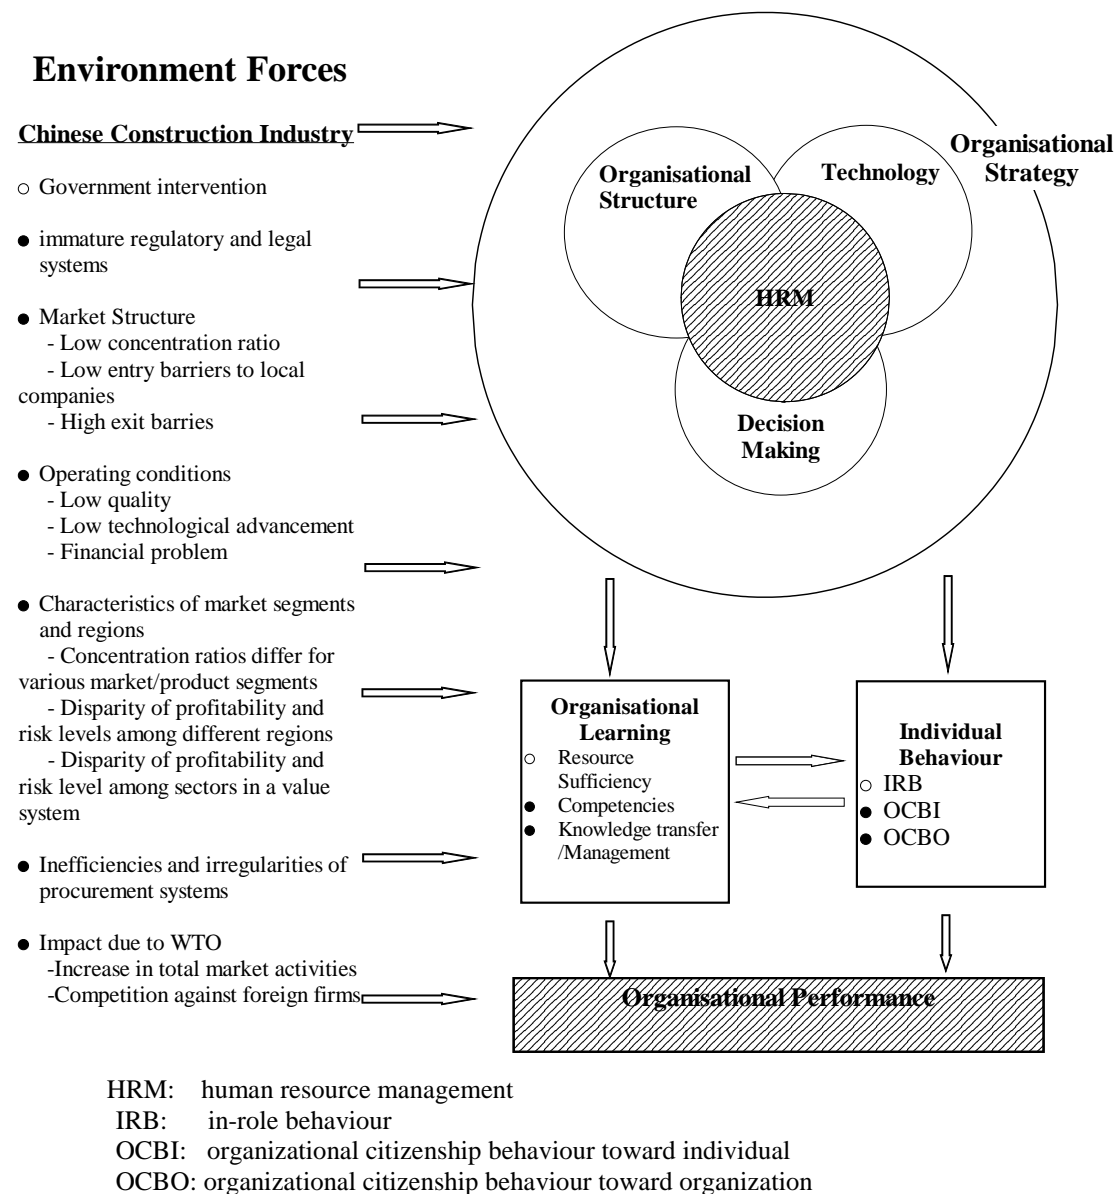 Environment Forces
Chinese Construction Industry
○ Government intervention
● immature regulatory and legal
systems
● Market Structure
- Low concentration ratio
- Low entry barriers to local
companies
- High exit barries
● Operating conditions
- Low quality
- Low technological advancement
- Financial problem
● Characteristics of market segments
and regions
- Concentration ratios differ for
various market/product segments
- Disparity of profitability and
risk levels among different regions
- Disparity of profitability and
risk level among sectors in a value
system
● Inefficiencies and irregularities of
procurement systems
● Impact due to WTO
-Increase in total market activities
-Competition against foreign firms
Organisational
Strategy
Organisational
Structure
Technology
HRM
Decision
Making
Organisational
Learning
○ Resource
Sufficiency
● Competencies
● Knowledge transfer
/Management
Individual
Behaviour
○ IRB
● OCBI
● OCBO
Organisational Performance
HRM: human resource management
IRB: in-role behaviour
OCBI: organizational citizenship behaviour toward individual
OCBO: organizational citizenship behaviour toward organization